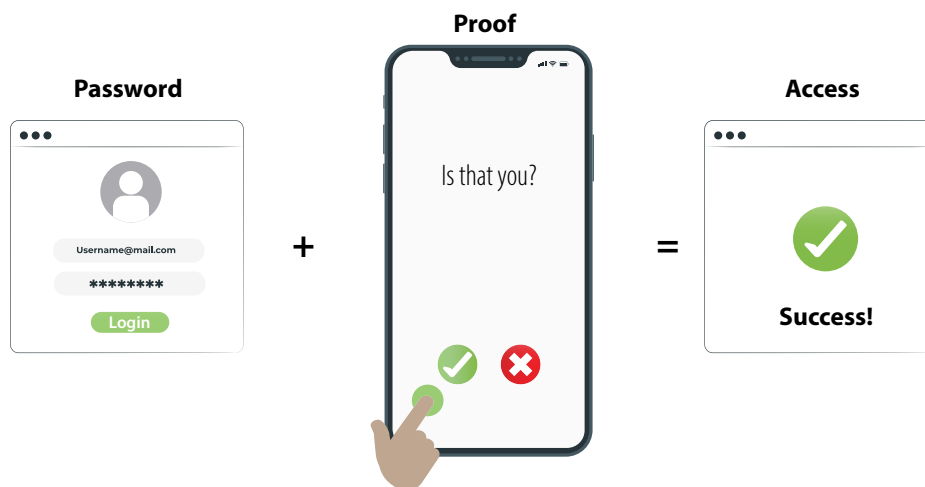 Proof
Password
Access
Is that you?
Username@mail.com
********
Login
+
=
Success!